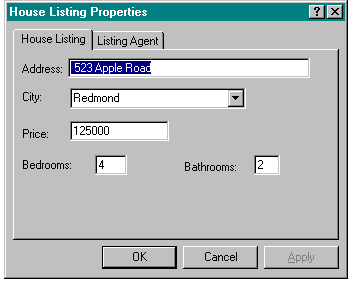 House Listing Properties
House Listing Listing Agent
Address: 523 Apple Road
City: Redmond
Price: 125000
Bedrooms: 4 Bathrooms: 2
OK Cancel Apply